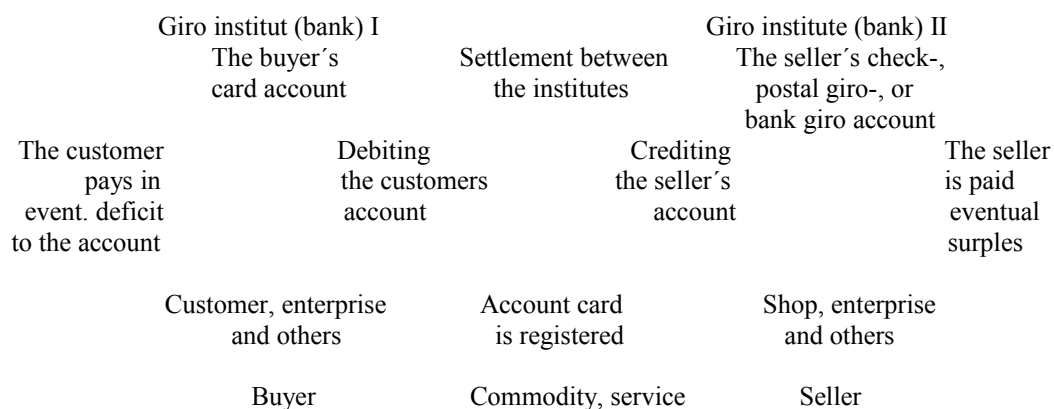 Giro institut (bank) I Giro institute (bank) II
The buyer´s Settlement between The seller´s check-,
card account the institutes postal giro-, or
bank giro account
The customer Debiting Crediting The seller
pays in the customers the seller´s is paid
event. deficit account account eventual
to the account surples
Customer, enterprise Account card Shop, enterprise
and others is registered and others
Buyer Commodity, service Seller